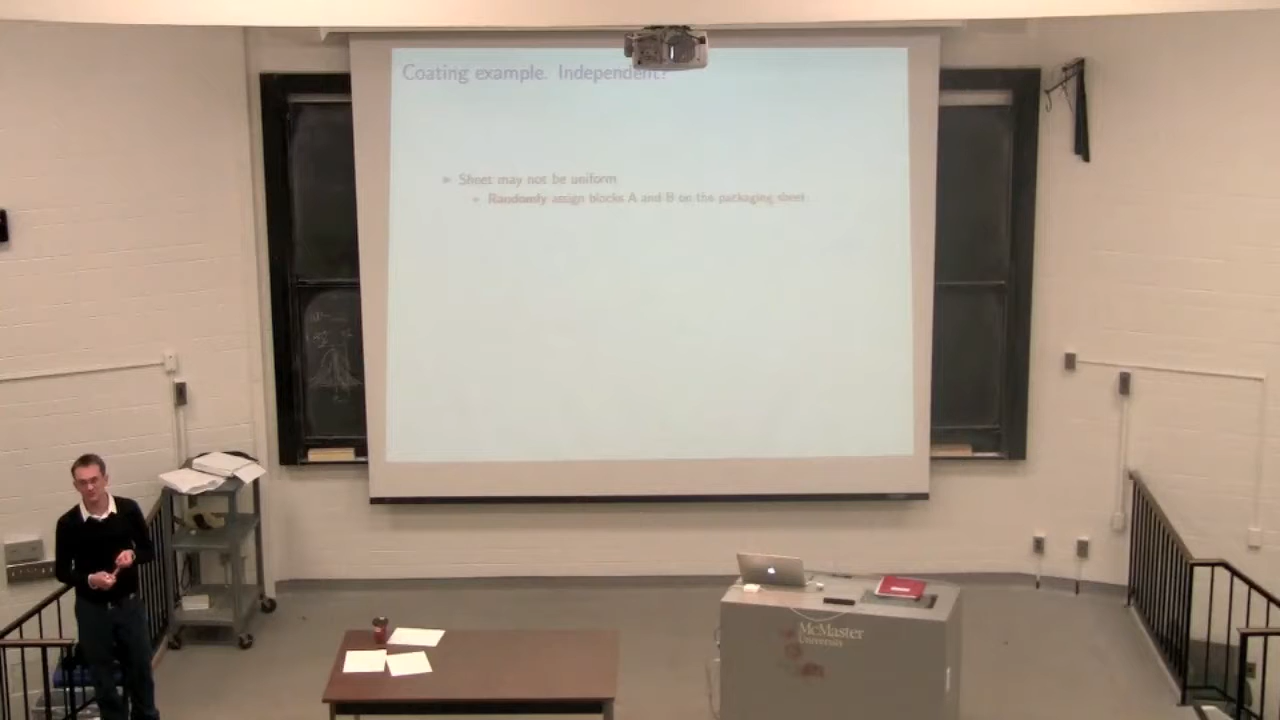 Coating example. Independent?
Sheet may not be uniform
Randomly assign blocks A and B on the packaging sheet
McMaster
University